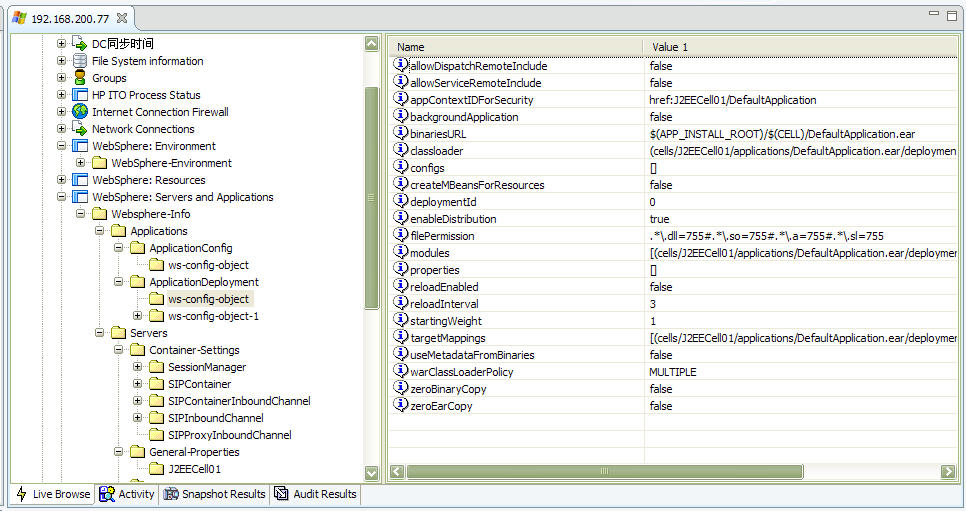 192.168.200.77
DC同步时间
File System information
Groups
HP ITO Process Status
Internet Connection Firewall
Network Connections
WebSphere: Environment
WebSphere-Environment
WebSphere: Resources
WebSphere: Servers and Applications
Websphere-Info
Applications
ApplicationConfig
ws-config-object
ApplicationDeployment
ws-config-object
ws-config-object-1
Servers
Container-Settings
SessionManager
SIPContainer
SIPContainerInboundChannel
SIPInboundChannel
SIPProxyInboundChannel
General-Properties
J2EECell01
Name Value 1
allowDispatchRemoteInclude false
allowServiceRemoteInclude false
appContextIDForSecurity href:J2EECell01/DefaultApplication
backgroundApplication false
binariesURL $(APP_INSTALL_ROOT)/$(CELL)/DefaultApplication.ear
classloader (cells/J2EECell01/applications/DefaultApplication.ear/deploymen
configs []
createMBeansForResources false
deploymentId 0
enableDistribution true
filePermission .*\.dll=755#.*\.so=755#.*\.a=755#.*\.sl=755
modules [(cells/J2EECell01/applications/DefaultApplication.ear/deploymen
properties []
reloadEnabled false
reloadInterval 3
startingWeight 1
targetMappings [(cells/J2EECell01/applications/DefaultApplication.ear/deploymen
useMetadataFromBinaries false
warClassLoaderPolicy MULTIPLE
zeroBinaryCopy false
zeroEarCopy false
Live Browse Activity Snapshot Results Audit Results